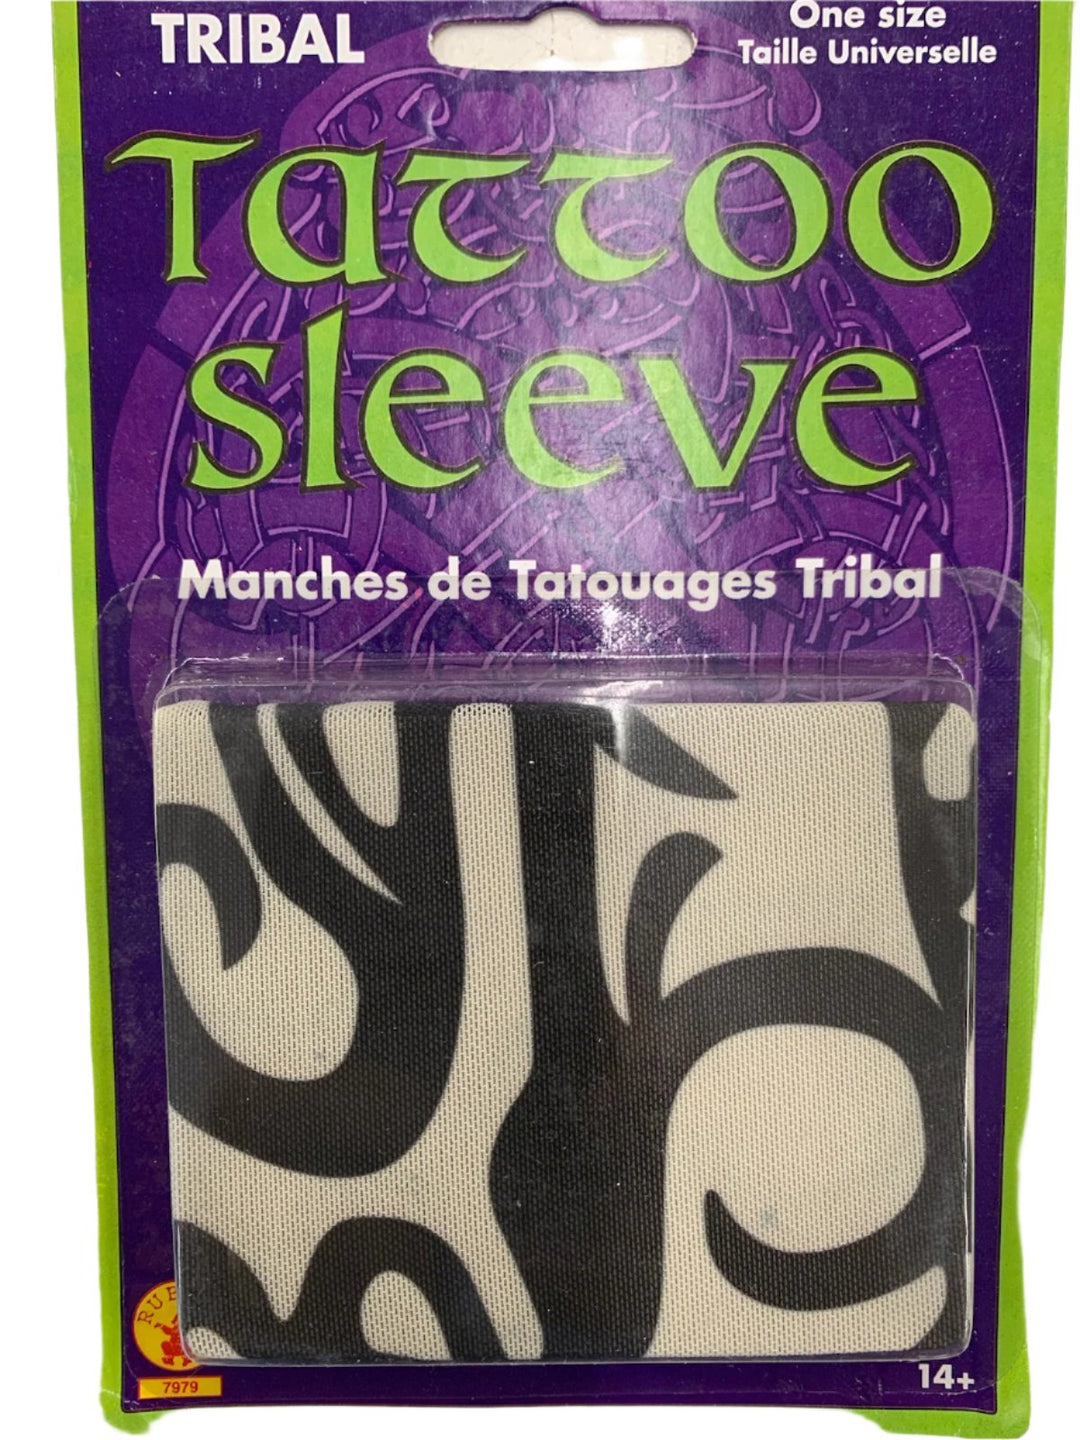 TRIBAL
One size
Taille Universelle
Tattoo
Sleeve
Manches de Tatouages Tribal
7979
14+